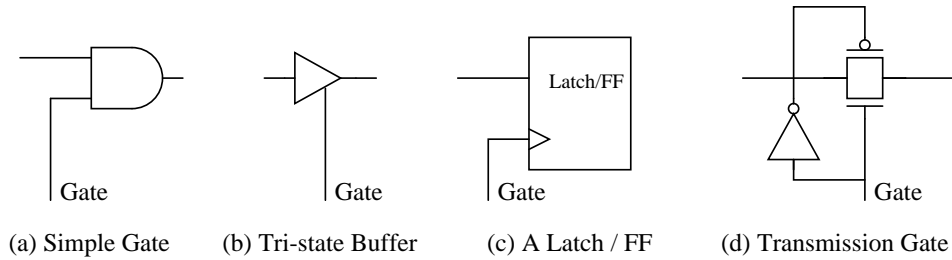 Latch/FF
Gate
Gate
Gate
Gate
(a) Simple Gate
(b) Tri-state Buffer
(c) A Latch / FF
(d) Transmission Gate